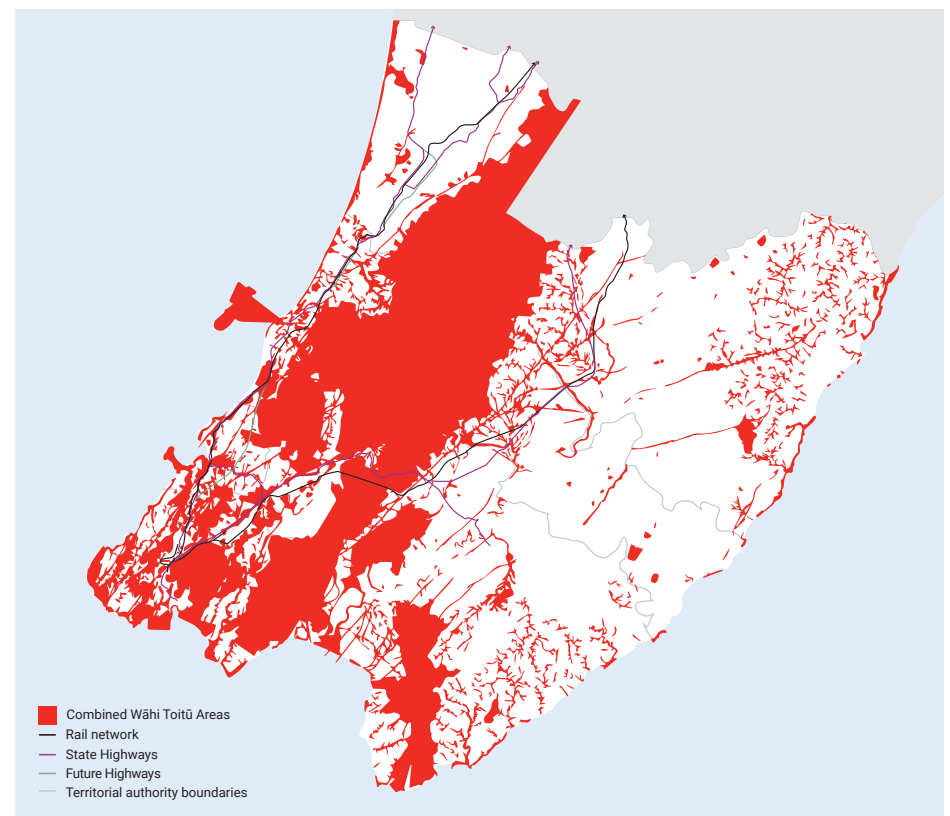 Combined Wāhi Toitū Areas
Rail network
State Highways
Future Highways
Territorial authority boundaries